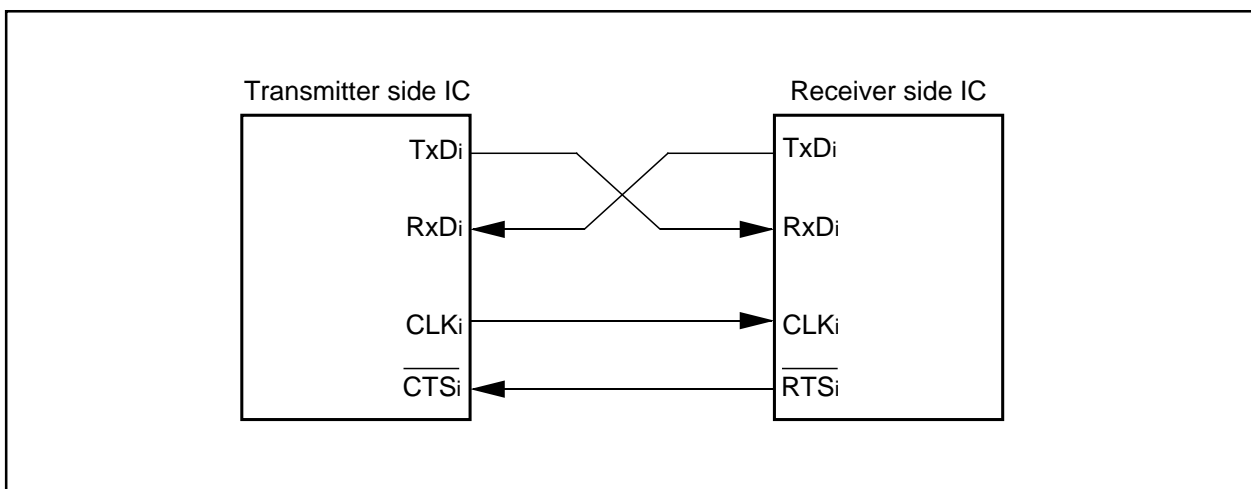 Transmitter side IC
TxDi
RxDi
CLKi
CTSi
Receiver side IC
TxDi
RxDi
CLKi
RTSi